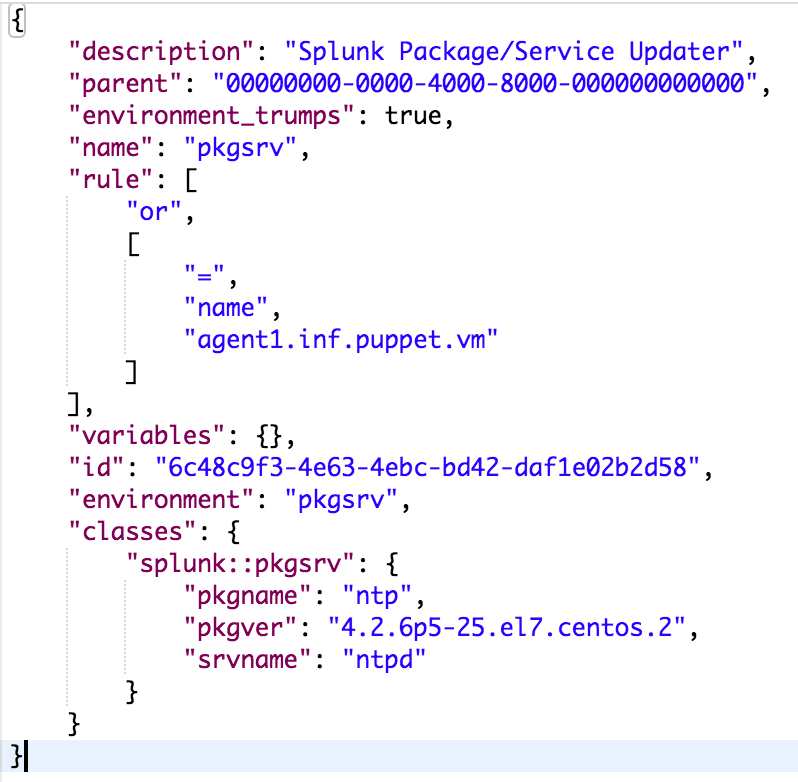 {
    "description": "Splunk Package/Service Updater",
    "parent": "00000000-0000-4000-8000-000000000000",
    "environment_trumps": true,
    "name": "pkgsrv",
    "rule": [
        "or",
        [
            "=",
            "name",
            "agent1.inf.puppet.vm"
        ]
    ],
    "variables": {},
    "id": "6c48c9f3-4e63-4ebc-bd42-daf1e02b2d58",
    "environment": "pkgsrv",
    "classes": {
        "splunk::pkgsrv": {
            "pkgname": "ntp",
            "pkgver": "4.2.6p5-25.el7.centos.2",
            "srvname": "ntpd"
        }
    }
}